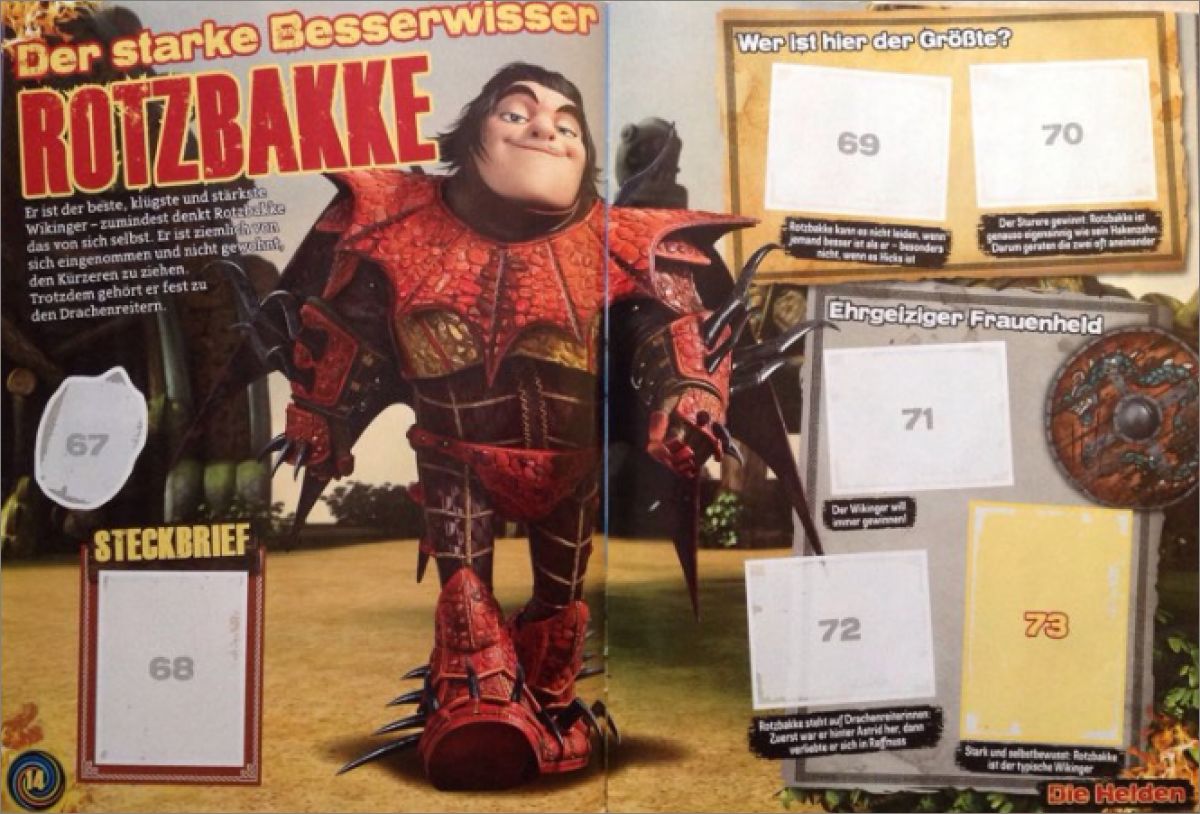 Der starke Besserwisser
ROTZBAKKE
Er ist der beste, klügste und stärkste
Wikinger – zumindest denkt Rotzbakke
das von sich selbst. Er ist ziemlich von
sich eingenommen und nicht gewohnt,
den Kürzeren zu ziehen.
Trotzdem gehört er fest zu
den Drachenreitern.
67
STECKBRIEF
68
14
Wer ist hier der Größte?
69
70
Rotzbakke kann es nicht leiden, wenn
jemand besser ist als er – besonders
nicht, wenn es Hicks ist
Der Sturere gewinnt: Rotzbakke ist
genauso eigensinnig wie sein Hakenzahn.
Darum geraten die zwei oft aneinander
Ehrgeiziger Frauenheld
71
Der Wikinger will
immer gewinnen!
72
Rotzbakke steht auf Drachenreiterinnen:
Zuerst war er hinter Astrid her, dann
verliebte er sich in Raffnuss
73
Stark und selbstbewusst: Rotzbakke
ist der typische Wikinger
Die Helden